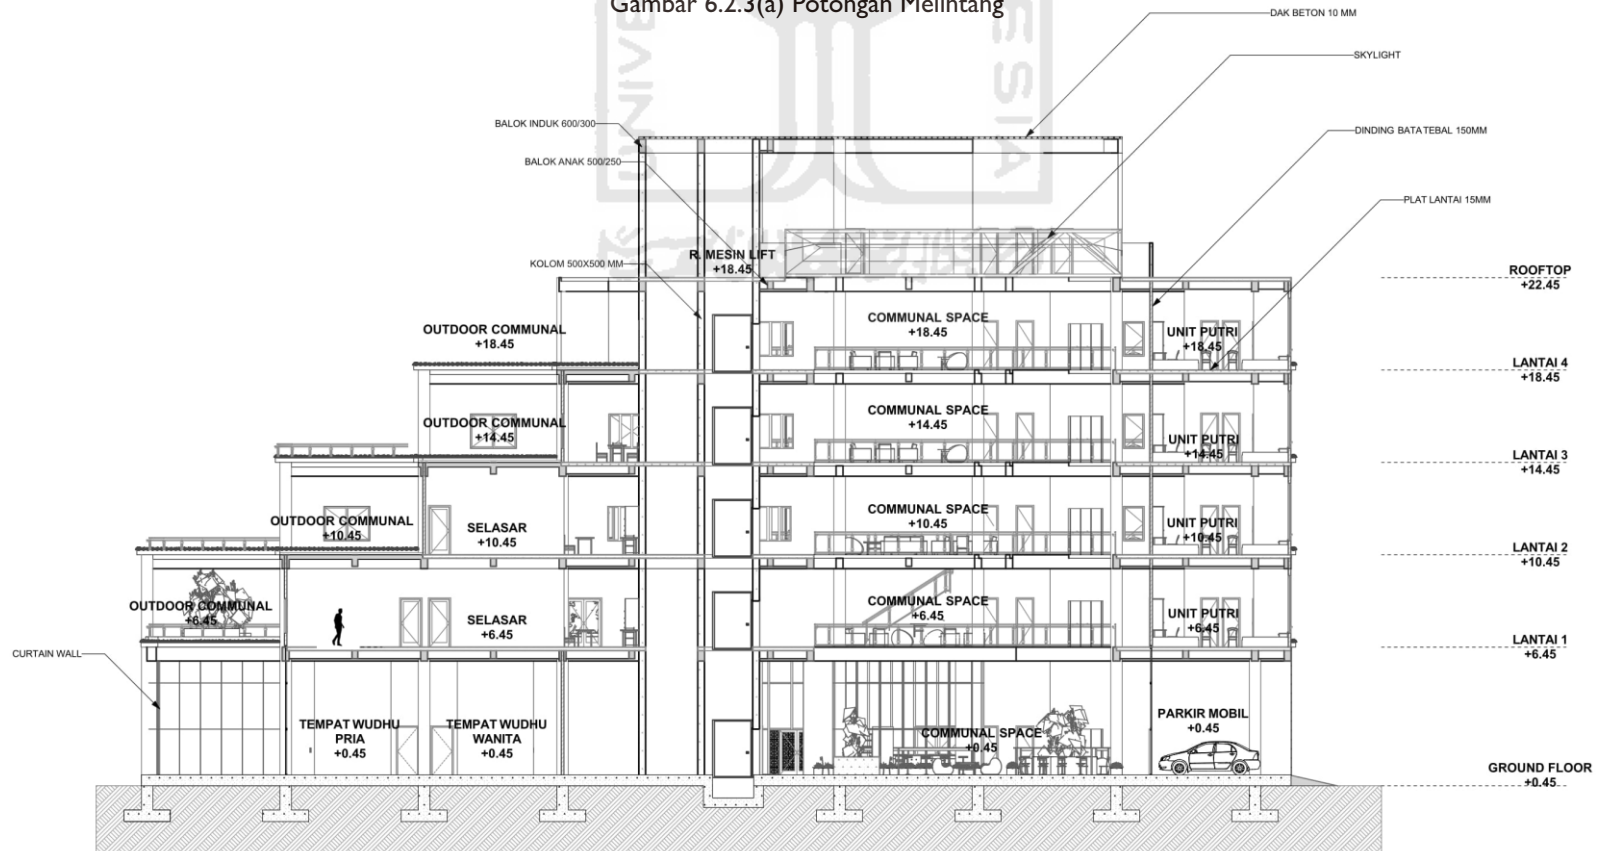 Gambar 6.2.3(a) Potongan Melintang
DAK BETON 10 MM
SKYLIGHT
BALOK INDUK 600/300
DINDING BATA TEBAL 150MM
BALOK ANAK 500/250
PLAT LANTAI 15MM
R. MESIN LIFT
+18.45
KOLOM 500X500 MM
ROOFTOP
+22.45
OUTDOOR COMMUNAL
+18.45
COMMUNAL SPACE
+18.45
UNIT PUTRI
+18.45
LANTAI 4
+18.45
OUTDOOR COMMUNAL
+14.45
COMMUNAL SPACE
+14.45
UNIT PUTRI
+14.45
LANTAI 3
+14.45
OUTDOOR COMMUNAL
+10.45
SELASAR
+10.45
COMMUNAL SPACE
+10.45
UNIT PUTRI
+10.45
LANTAI 2
+10.45
OUTDOOR COMMUNAL
+6.45
SELASAR
+6.45
COMMUNAL SPACE
+6.45
UNIT PUTRI
+6.45
LANTAI 1
+6.45
CURTAIN WALL
TEMPAT WUDHU
PRIA
+0.45
TEMPAT WUDHU
WANITA
+0.45
COMMUNAL SPACE
+0.45
PARKIR MOBIL
+0.45
GROUND FLOOR
+0.45
UNIVE
ESIA